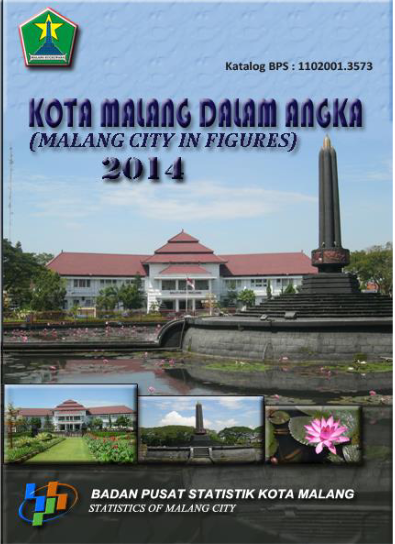 Katalog BPS : 1102001.3573
KOTA MALANG DALAM ANGKA
(MALANG CITY IN FIGURES)
2014
BADAN PUSAT STATISTIK KOTA MALANG
STATISTICS OF MALANG CITY